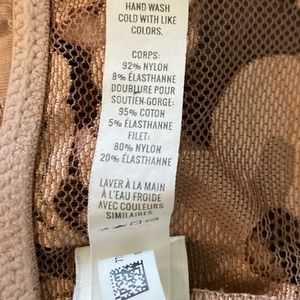 HAND WASH
COLD WITH LIKE
COLORS.
CORPS:
92% NYLON
8% ÉLASTHANNE
DOUBLURE POUR
SOUTIEN-GORGE:
95% COTON
5% ÉLASTHANNE
FILET:
80% NYLON
20% ÉLASTHANNE
LAVER À LA MAIN
À L'EAU FROIDE
AVEC COULEURS
SIMILAIRES.